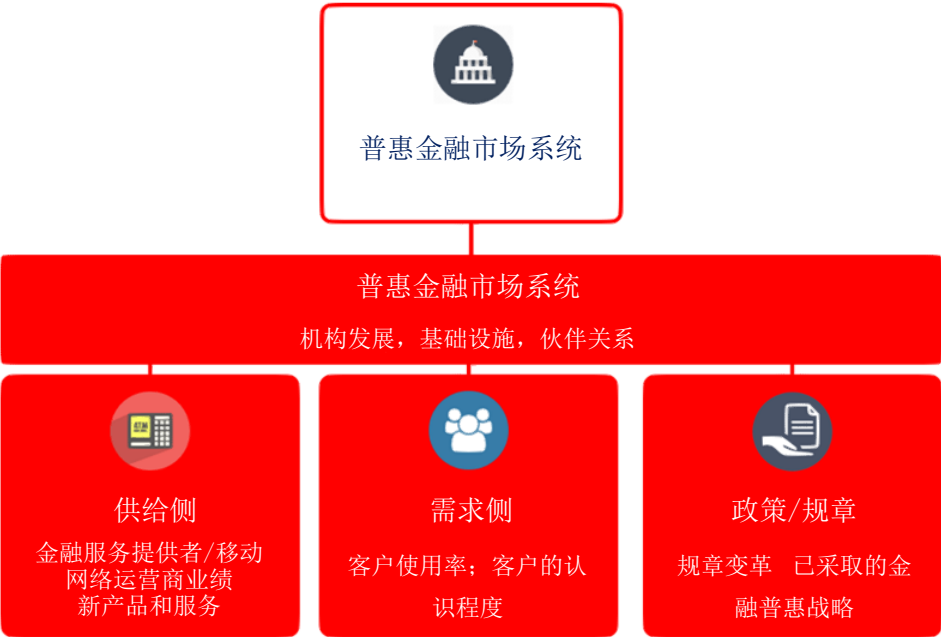 普惠金融市场系统
普惠金融市场系统
机构发展，基础设施，伙伴关系
供给侧
金融服务提供者/移动
网络运营商业绩
新产品和服务
需求侧
客户使用率；客户的认
识程度
政策/规章
规章变革 已采取的金
融普惠战略